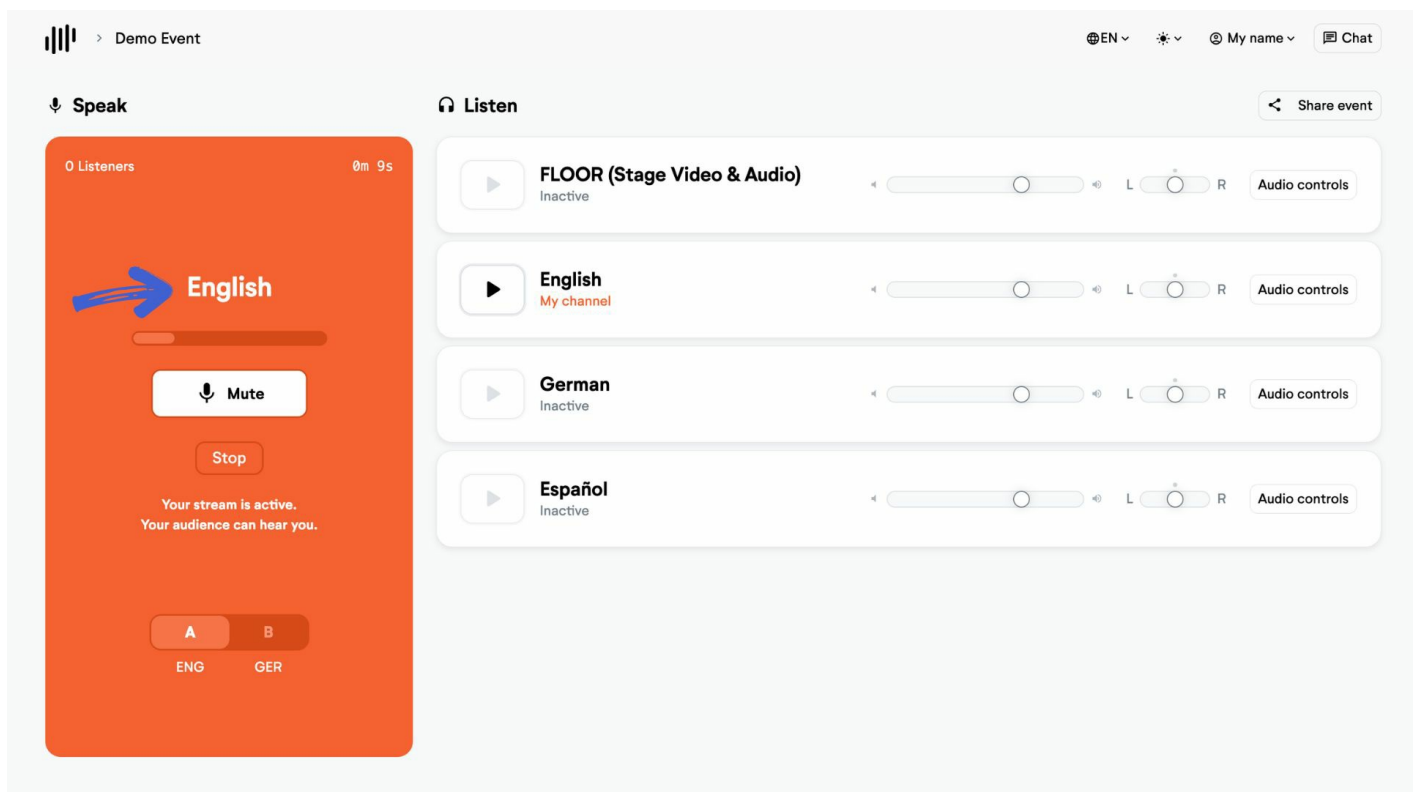 Demo Event
EN
My name
Chat
Speak
Listen
Share event
0 Listeners
0m 9s
English
Mute
Stop
Your stream is active.
Your audience can hear you.
A
B
ENG
GER
FLOOR (Stage Video & Audio)
Inactive
L
R
Audio controls
English
My channel
L
R
Audio controls
German
Inactive
L
R
Audio controls
Español
Inactive
L
R
Audio controls